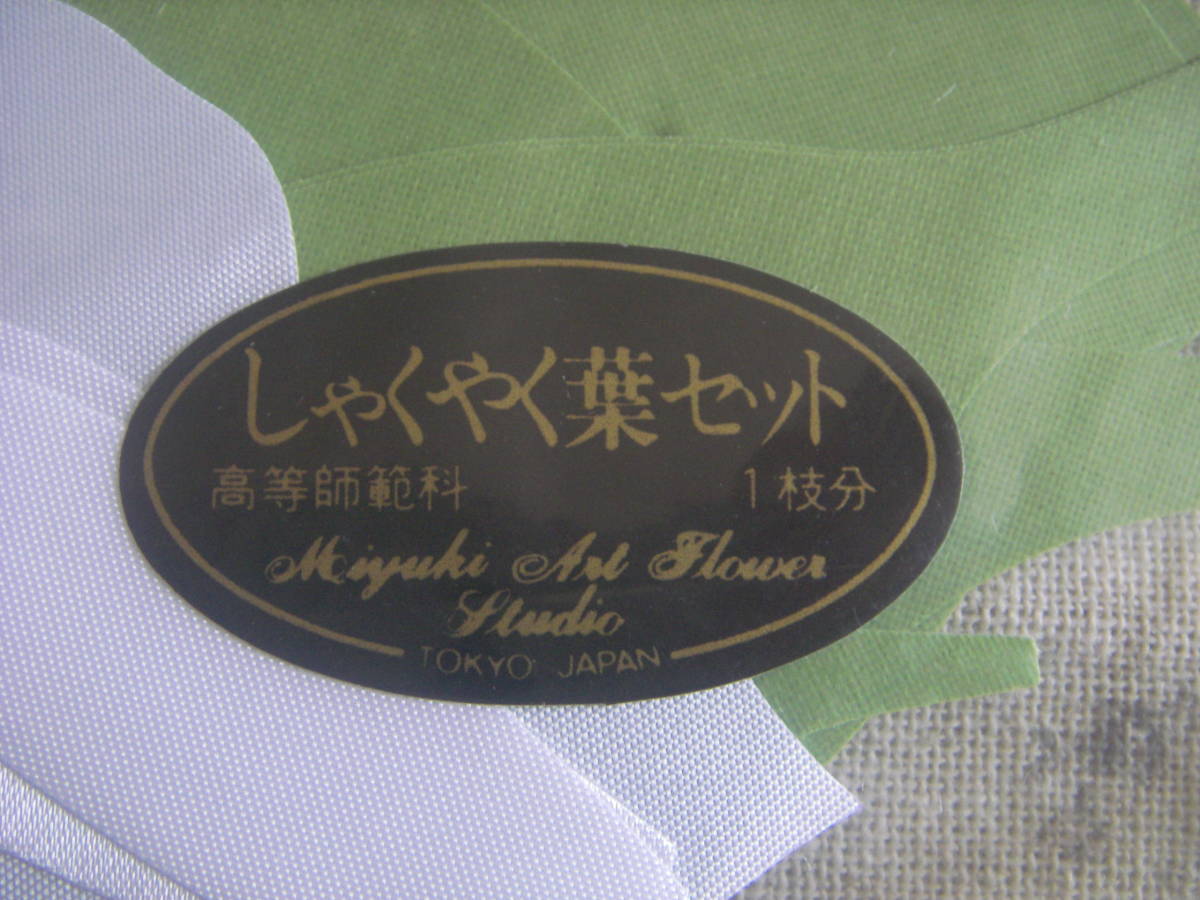 しゃくやく葉セット
高等師範科 1枝分
Miyuki Art Flower
Studio
TOKYO JAPAN